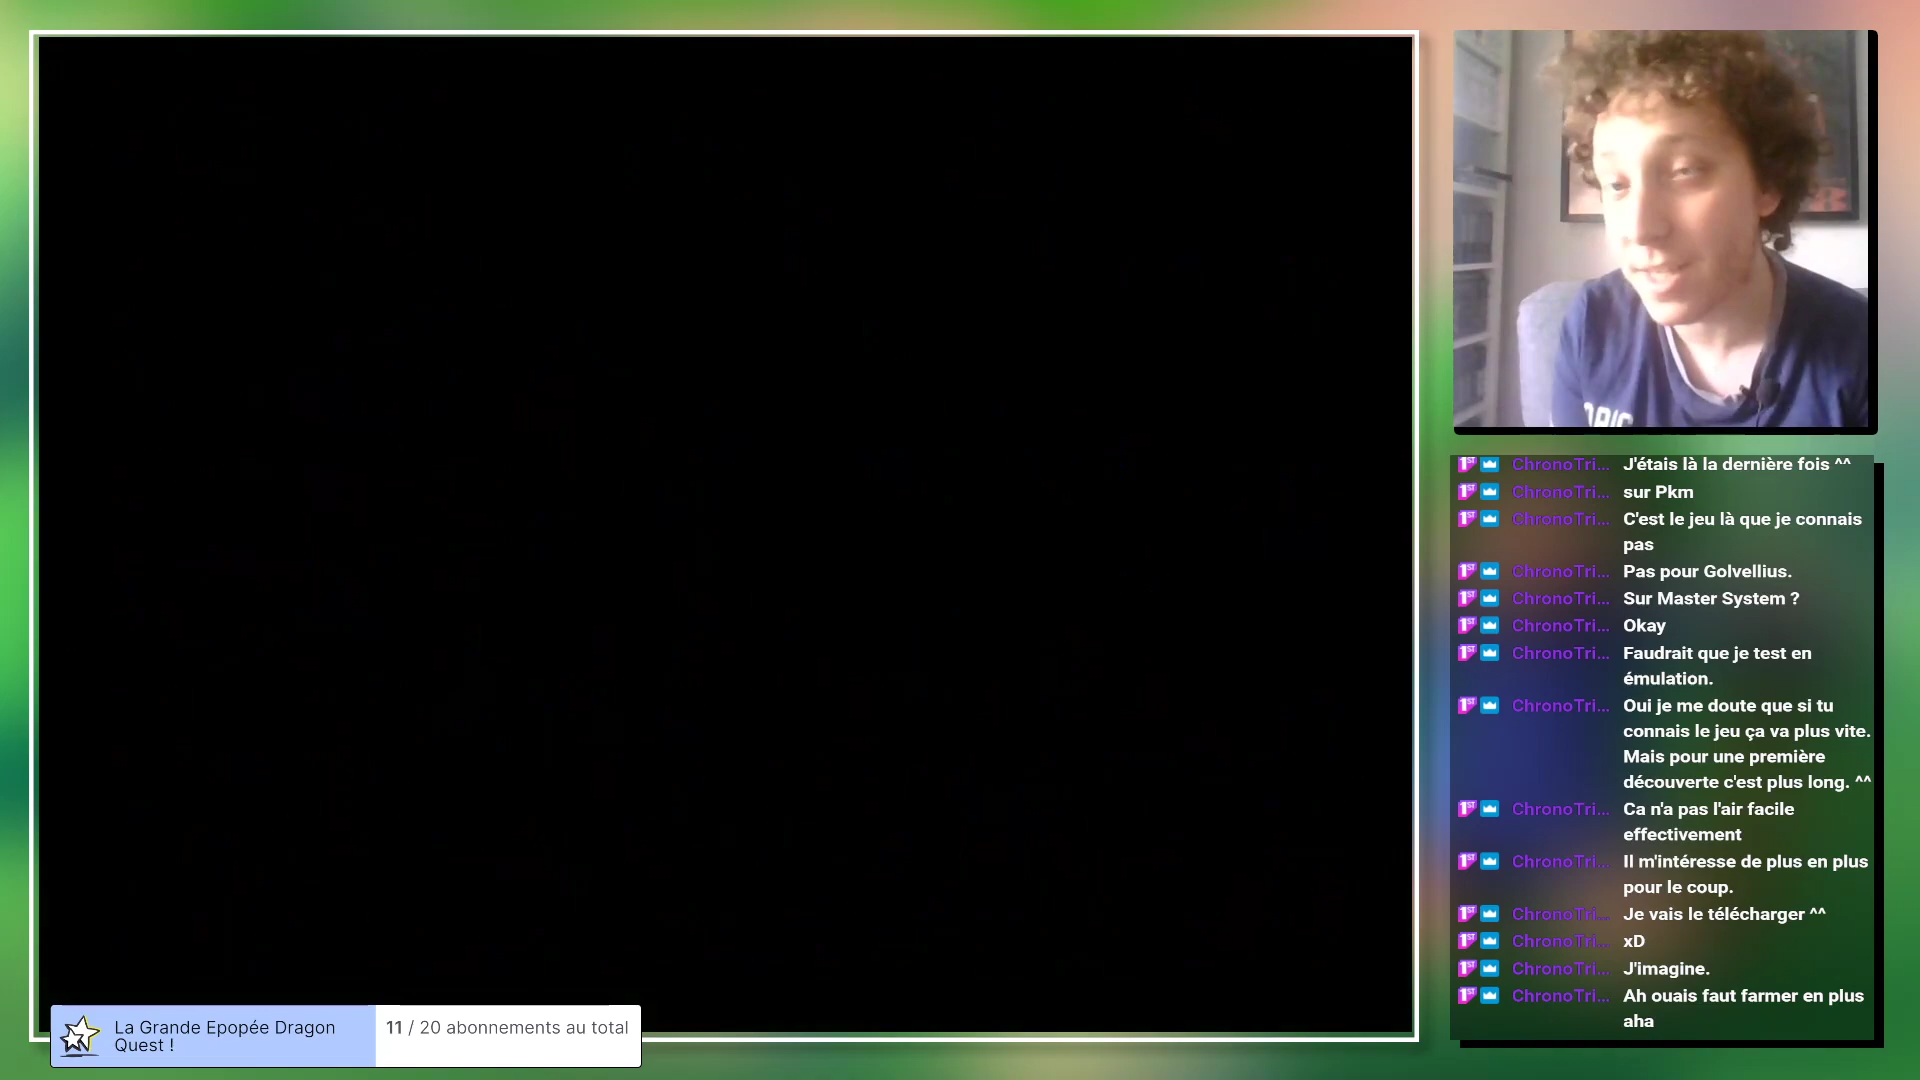 ChronoTri... J'étais là la dernière fois ^^
ChronoTri... sur Pkm
ChronoTri... C'est le jeu là que je connais
pas
ChronoTri... Pas pour Golvellius.
ChronoTri... Sur Master System ?
ChronoTri... Okay
ChronoTri... Faudrait que je test en
émulation.
ChronoTri... Oui je me doute que si tu
connais le jeu ça va plus vite.
Mais pour une première
découverte c'est plus long. ^^
ChronoTri... Ca n'a pas l'air facile
effectivement
ChronoTri... Il m'intéresse de plus en plus
pour le coup.
ChronoTri... Je vais le télécharger ^^
ChronoTri... xD
ChronoTri... J'imagine.
ChronoTri... Ah ouais faut farmer en plus
aha
La Grande Epopée Dragon
Quest !
11 / 20 abonnements au total